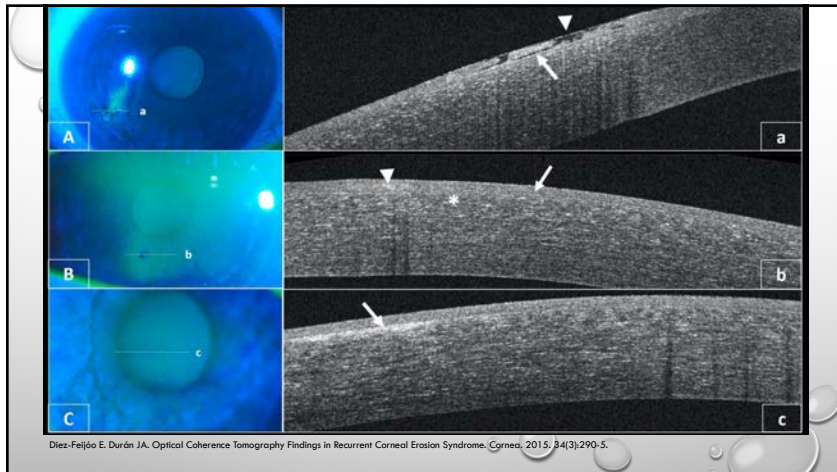 a
A
a
b
*
B
b
c
C
c
Diez-Feijóo E. Durán JA. Optical Coherence Tomography Findings in Recurrent Corneal Erosion Syndrome. Cornea. 2015. 34(3):290-5.